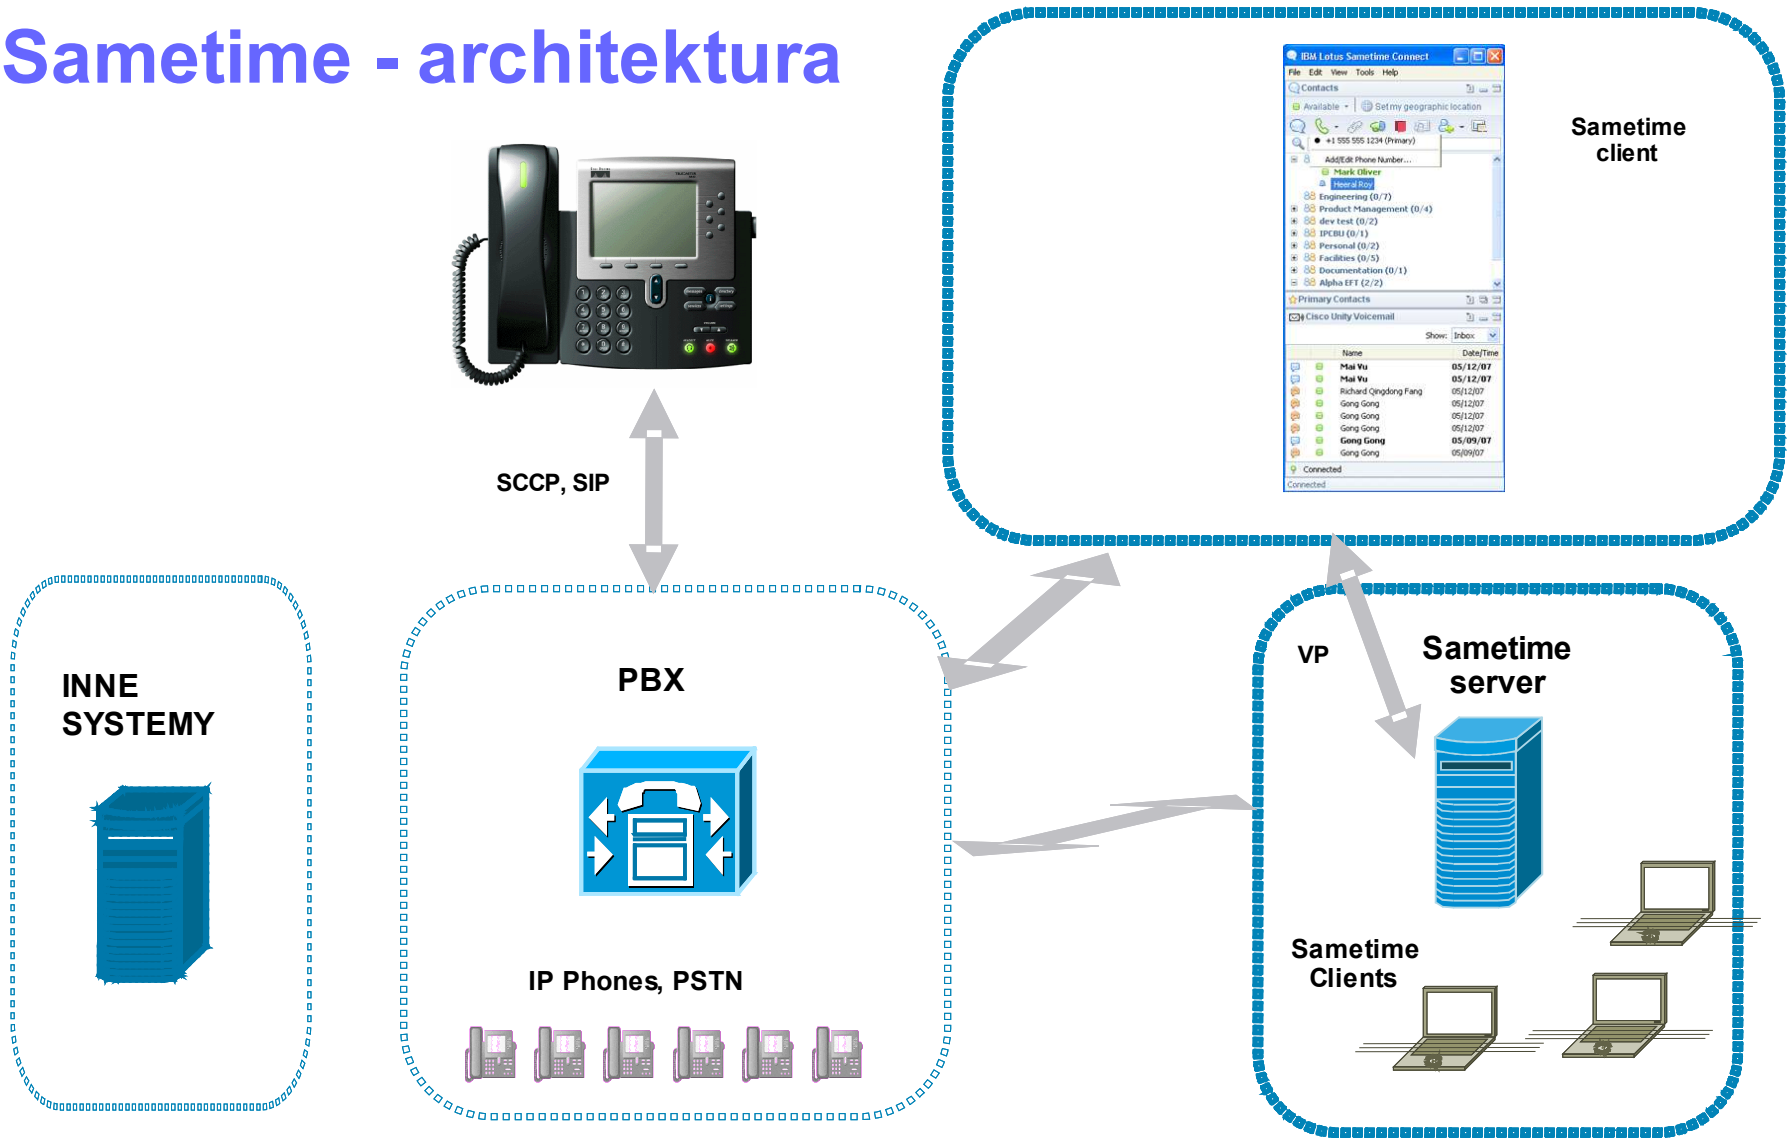 Sametime - architektura
IBM Lotus Sametime Connect
File Edit View Tools Help
Contacts
Available
Set my geographic location
+1 555 555 1234 (Primary)
Add/Edit Phone Number...
Mark Oliver
Heeral Roy
Engineering (0/7)
Product Management (0/4)
dev test (0/2)
IPCBU (0/1)
Personal (0/2)
Facilities (0/5)
Documentation (0/1)
Alpha EFT (2/2)
Primary Contacts
Cisco Unity Voicemail
Show: Inbox
Name Date/Time
Mai Vu 05/12/07
Mai Vu 05/12/07
Richard Qingdong Fang 05/12/07
Gong Gong 05/12/07
Gong Gong 05/12/07
Gong Gong 05/12/07
Gong Gong 05/09/07
Gong Gong 05/09/07
Connected
Connected
Sametime
client
SCCP, SIP
INNE
SYSTEMY
PBX
IP Phones, PSTN
VP
Sametime
server
Sametime
Clients